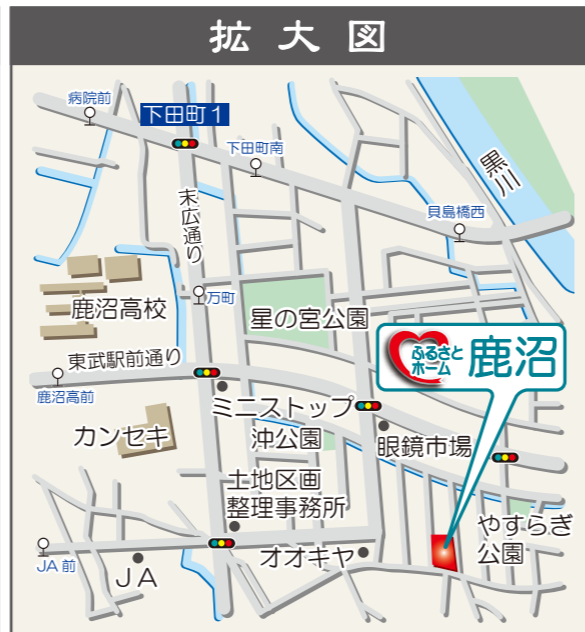 拡大図
病院前
下田町1
下田町南
黒川
末広通り
貝島橋西
万町
鹿沼高校
星の宮公園
ふるさと
ホーム
鹿沼
東武駅前通り
鹿沼高前
ミニストップ
カンセキ
沖公園
眼鏡市場
土地区画
整理事務所
やすらぎ
公園
オオキヤ
JA前
JA